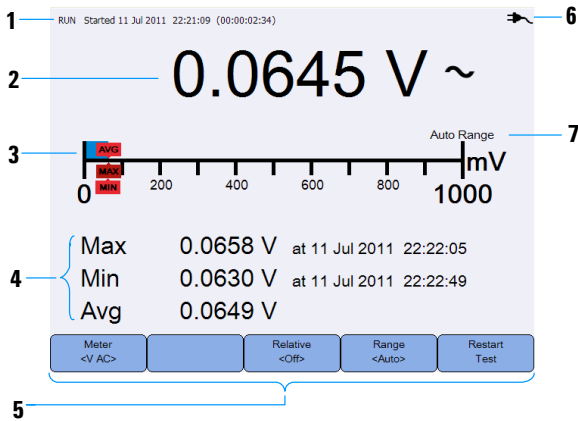 1
RUN Started 11 Jul 2011 22:21:09 (00:00:02:34)
6
2
0.0645 V ~
7
Auto Range
3
AVG
MAX
MIN
mV
0
200
400
600
800
1000
4
Max 0.0658 V at 11 Jul 2011 22:22:05
Min 0.0630 V at 11 Jul 2011 22:22:49
Avg 0.0649 V
Meter
<V AC>
Relative
<Off>
Range
<Auto>
Restart
Test
5